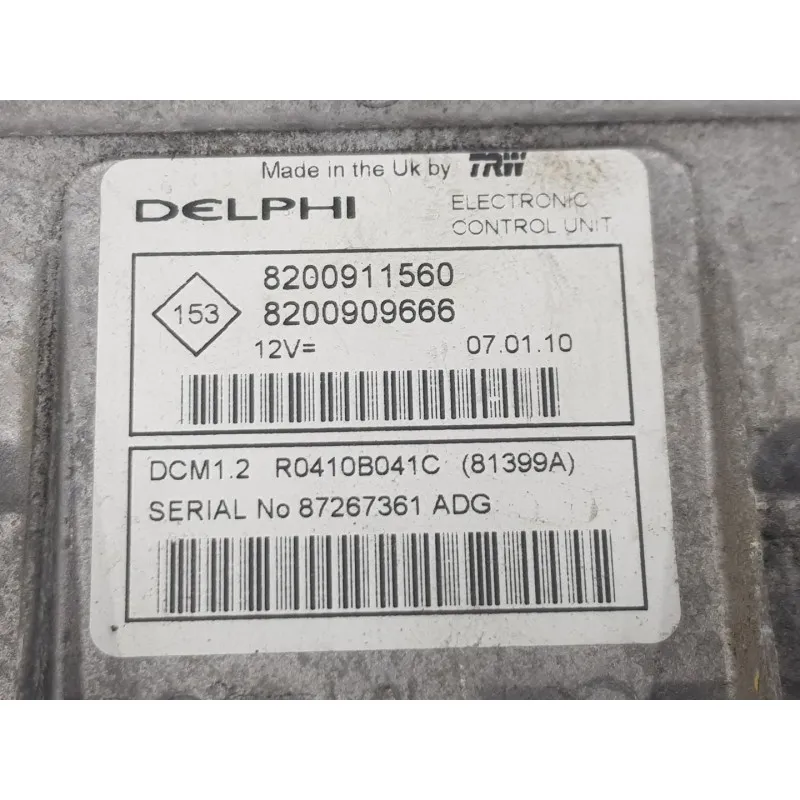 Made in the Uk by TRW
DELPHI
ELECTRONIC
CONTROL UNIT
153
8200911560
8200909666
12V=
07.01.10
DCM1.2 R0410B041C (81399A)
SERIAL No 87267361 ADG